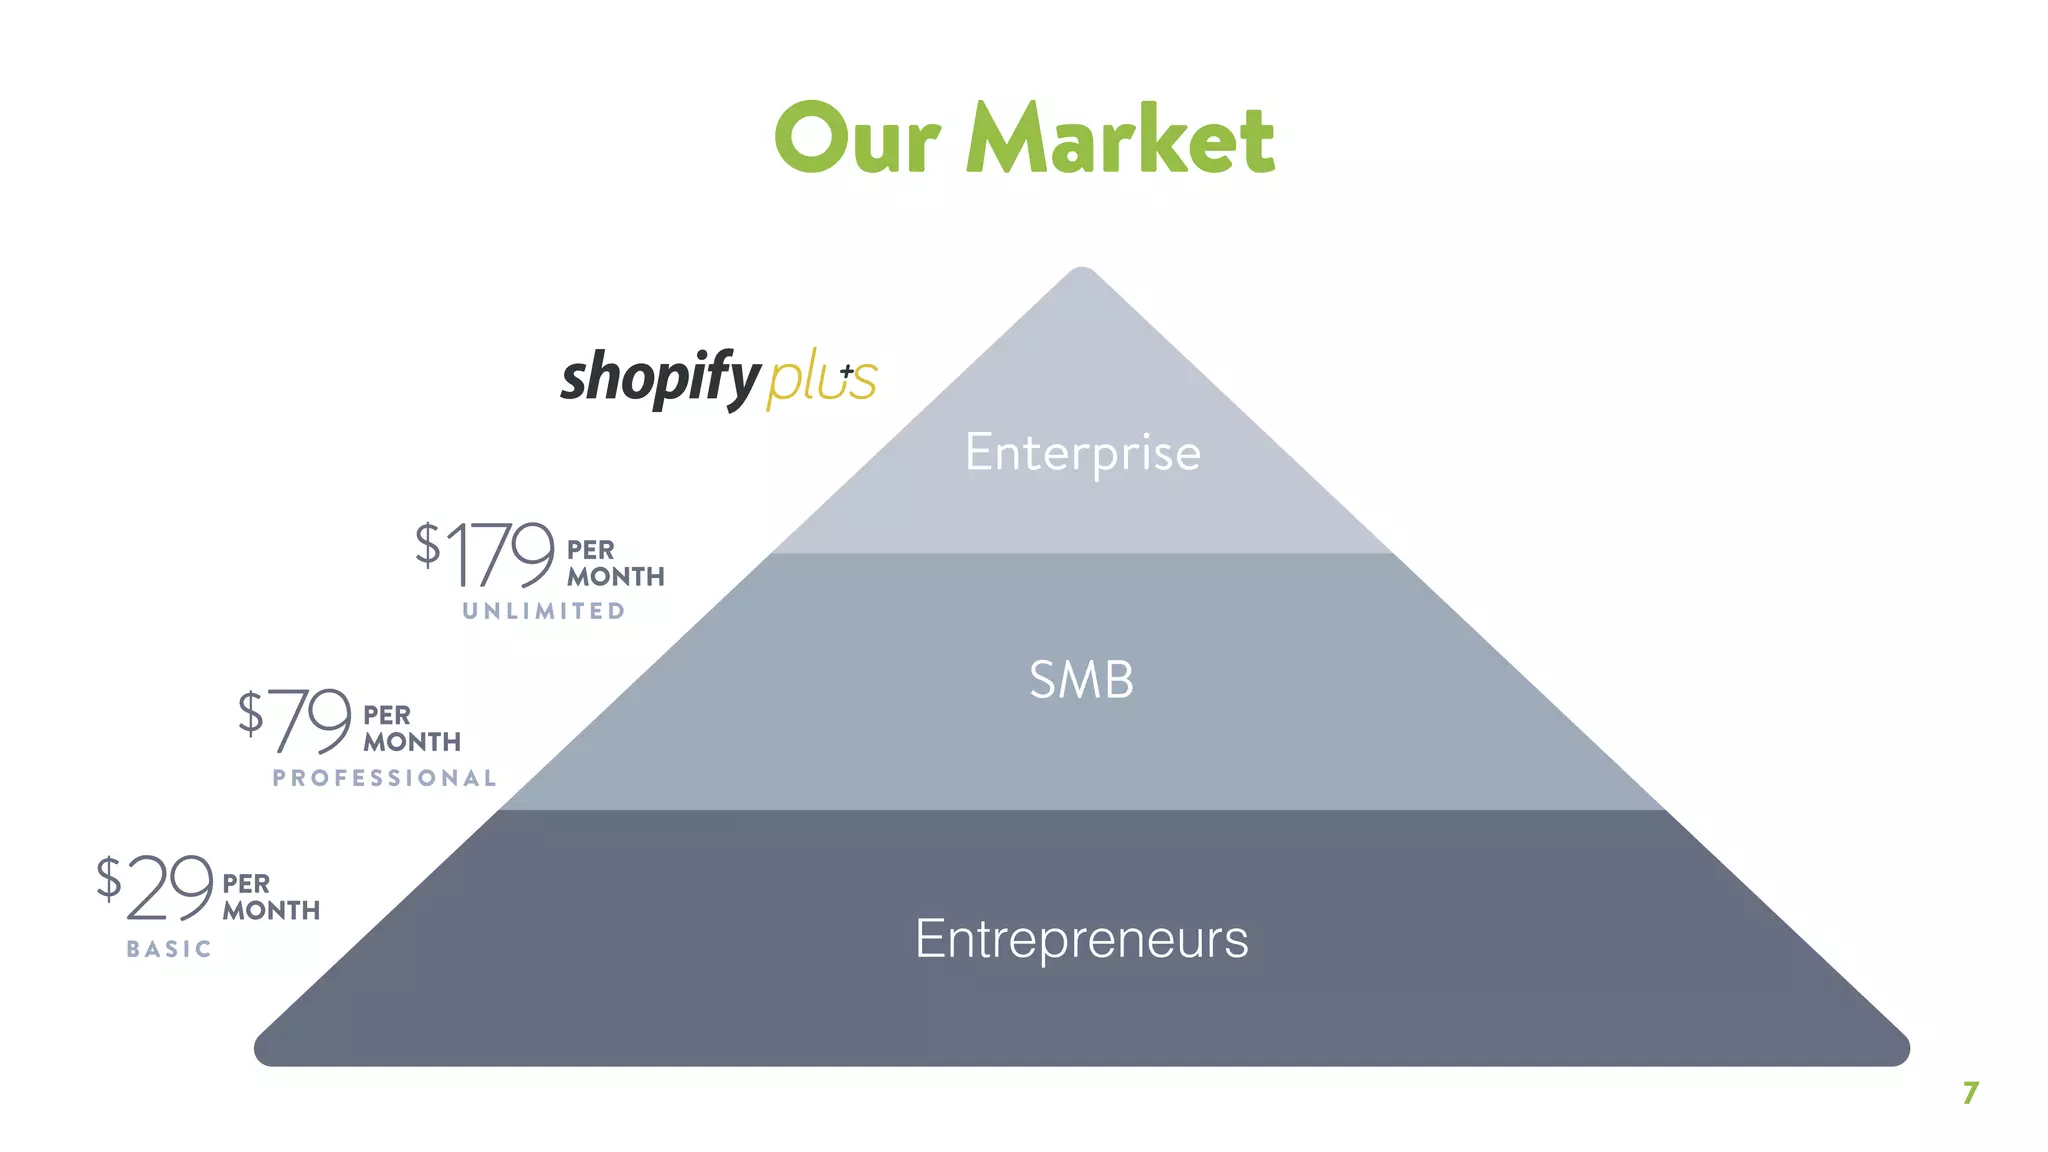 Our Market
shopify plus
Enterprise
$179 PER
MONTH
UNLIMITED
SMB
$79 PER
MONTH
PROFESSIONAL
$29 PER
MONTH
BASIC
Entrepreneurs
7